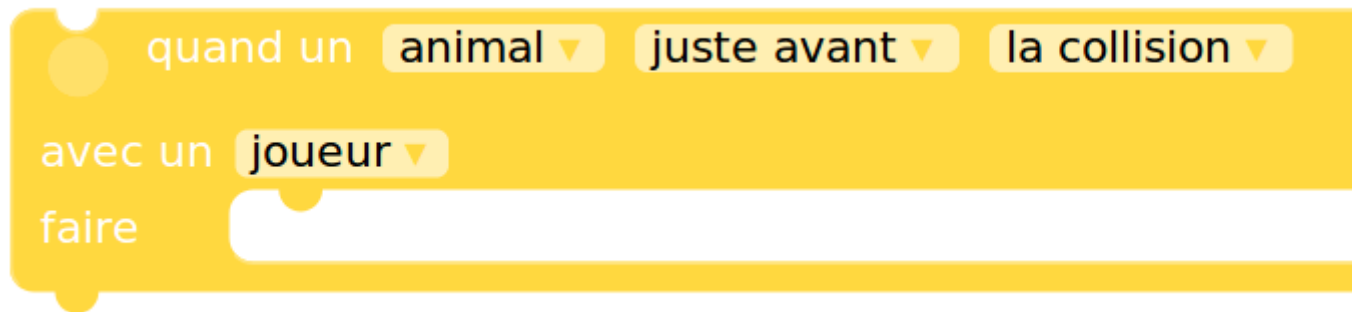 quand un animal juste avant la collision
avec un joueur
faire